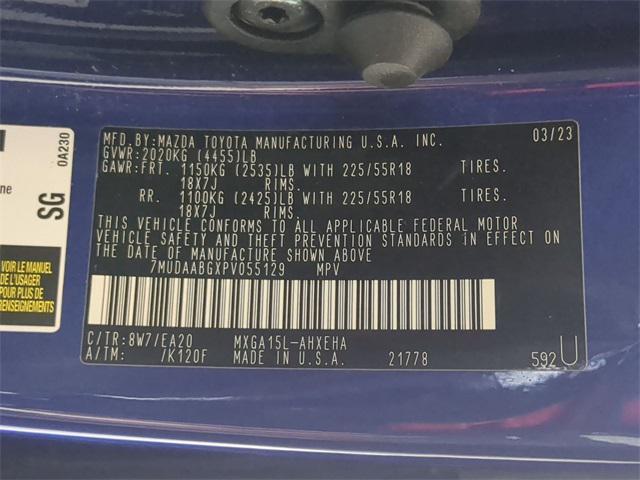 MFD. BY: MAZDA TOYOTA MANUFACTURING U.S.A. INC. 03/23
GVWR: 2020KG (4455)LB
GAWR: FRT. 1150KG (2535)LB WITH 225/55R18 TIRES.
18X7J RIMS.
RR. 1100KG (2425)LB WITH 225/55R18 TIRES.
18X7J RIMS.
THIS VEHICLE CONFORMS TO ALL APPLICABLE FEDERAL MOTOR
VEHICLE SAFETY AND THEFT PREVENTION STANDARDS IN EFFECT ON
THE DATE OF MANUFACTURE SHOWN ABOVE
7MUDAABGXPV055129 MPV
C/TR: 8W7/EA20 MXGA15L-AHXEHA
A/TM: /K120F MADE IN U.S.A. 21778 592U
0A230
SG
VOIR LE MANUEL
DE L'USAGER
POUR PLUS DE